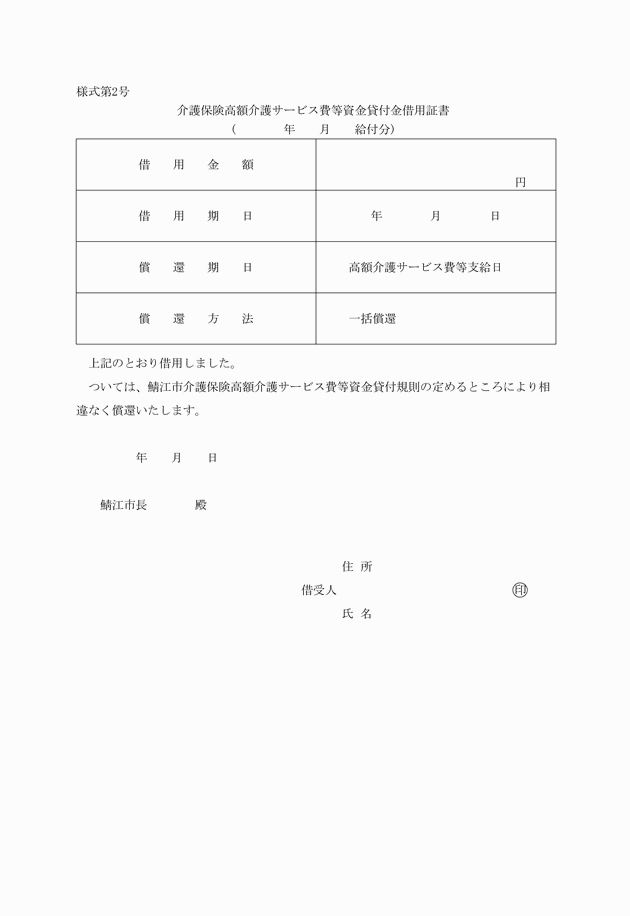 様式第2号
介護保険高額介護サービス費等資金貸付金借用証書
(　　　　年　　月　　給付分)
借　用　金　額
円
借　用　期　日　　　　年　　　　月　　　　日
償　還　期　日　　高額介護サービス費等支給日
償　還　方　法　　一括償還
上記のとおり借用しました。
ついては、鯖江市介護保険高額介護サービス費等資金貸付規則の定めるところにより相
違なく償還いたします。
年　　月　　日
鯖江市長　　　　殿
住 所
借受人　　　　　　　㊞
氏 名